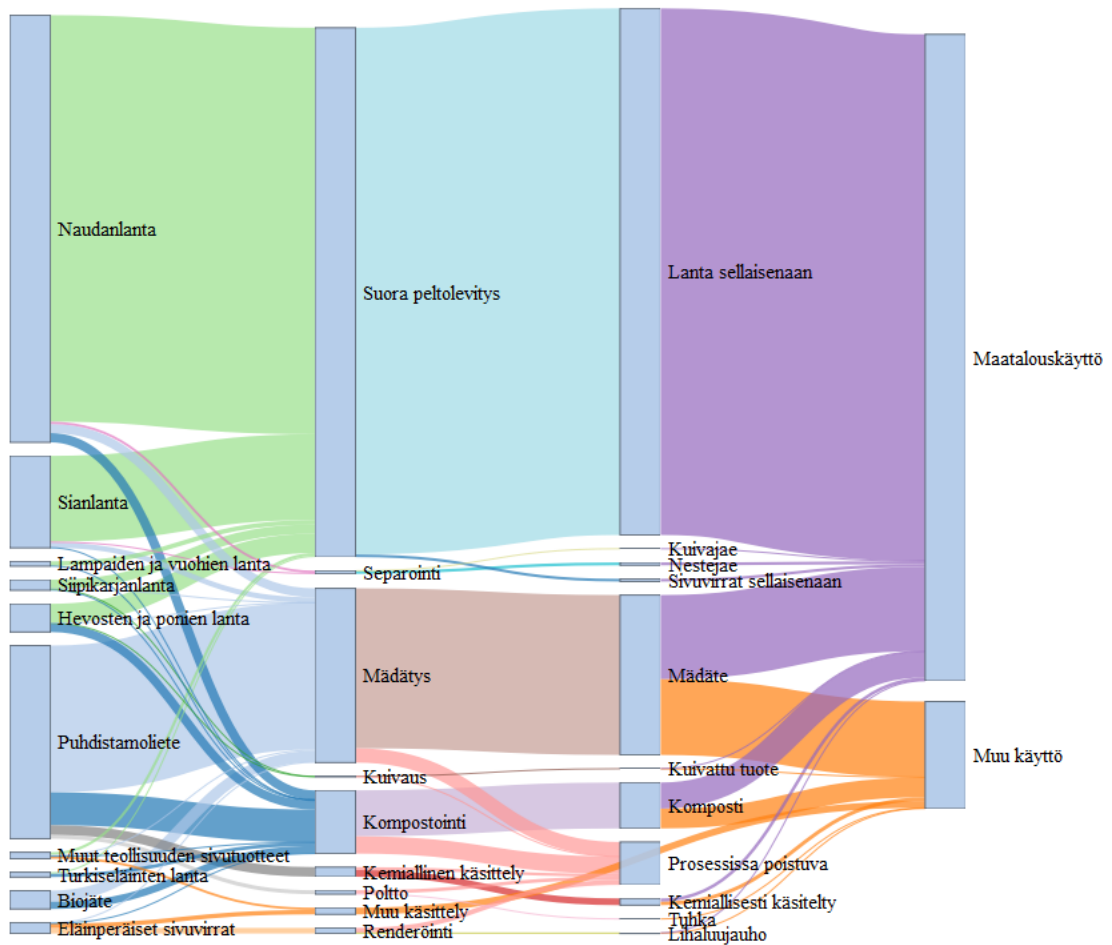 Naudanlanta
Sianlanta
Lampaiden ja vuohien lanta
Siipikarjanlanta
Hevosten ja ponien lanta
Puhdistamoliete
Muut teollisuuden sivutuotteet
Turkiseläinten lanta
Biojäte
Eläinperäiset sivuvirrat
Suora peltolevitys
Separointi
Mädätys
Kuivaus
Kompostointi
Kemiallinen käsittely
Poltto
Muu käsittely
Renderöinti
Lanta sellaisenaan
Kuivajae
Nestejae
Sivuvirrat sellaisenaan
Mädäte
Kuivattu tuote
Komposti
Prosessissa poistuva
Kemiallisesti käsitelty
Tuhka
Lihaluujauho
Maatalouskäyttö
Muu käyttö